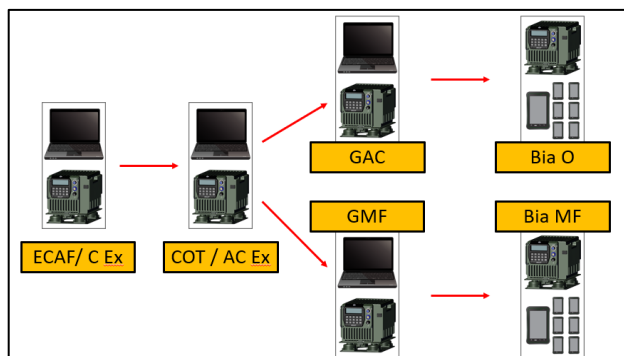 GAC
Bia O
ECAF/ C Ex
COT / AC Ex
GMF
Bia MF